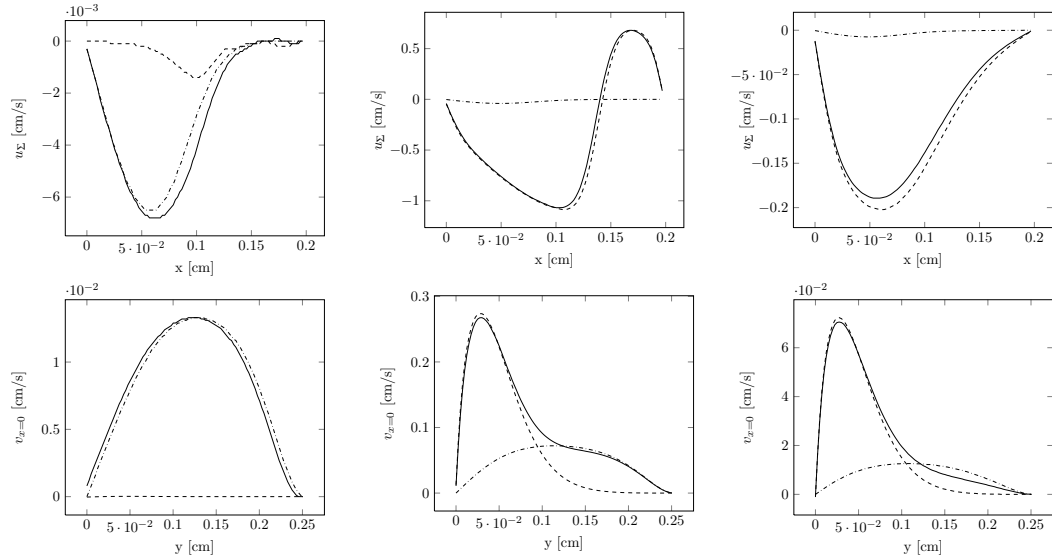 ·10⁻³
0
−2
−4
−6
u_Σ [cm/s]
0 5·10⁻² 0.1 0.15 0.2
x [cm]
0.5
0
−0.5
−1
u_Σ [cm/s]
0 5·10⁻² 0.1 0.15 0.2
x [cm]
0
−5·10⁻²
−0.1
−0.15
−0.2
u_Σ [cm/s]
0 5·10⁻² 0.1 0.15 0.2
x [cm]
·10⁻²
1
0.5
0
v_{x=0} [cm/s]
0 5·10⁻² 0.1 0.15 0.2 0.25
y [cm]
0.3
0.2
0.1
0
v_{x=0} [cm/s]
0 5·10⁻² 0.1 0.15 0.2 0.25
y [cm]
·10⁻²
6
4
2
0
v_{x=0} [cm/s]
0 5·10⁻² 0.1 0.15 0.2 0.25
y [cm]